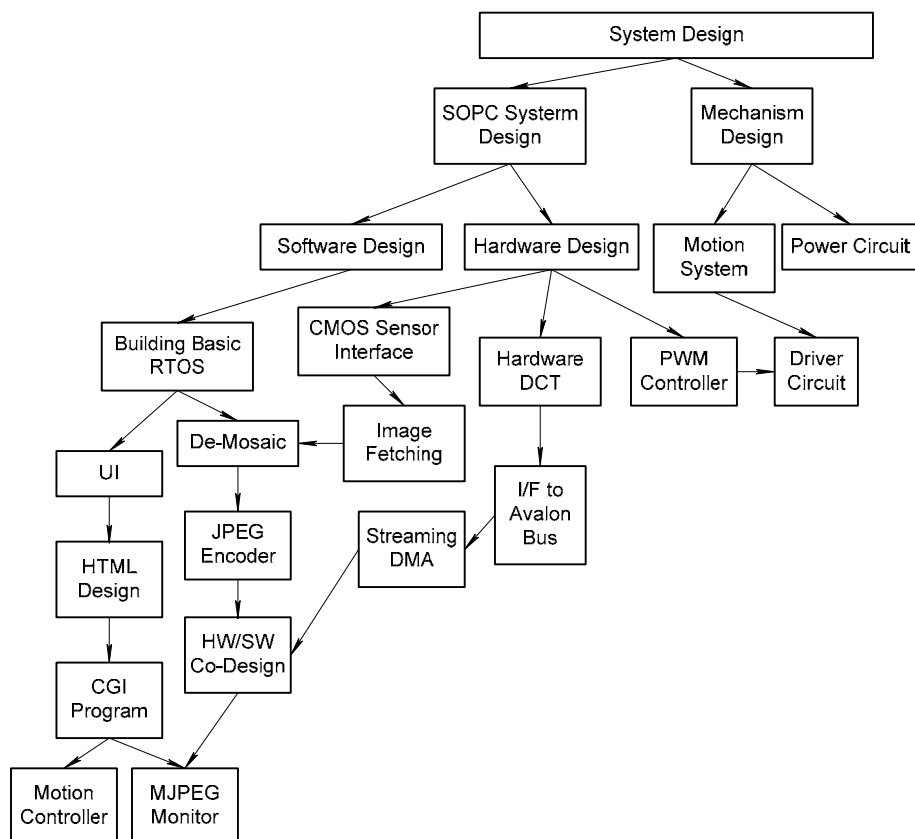 System Design
SOPC Systerm
Design
Mechanism
Design
Software Design
Hardware Design
Motion
System
Power Circuit
Building Basic
RTOS
CMOS Sensor
Interface
Hardware
DCT
PWM
Controller
Driver
Circuit
UI
De-Mosaic
Image
Fetching
I/F to
Avalon
Bus
HTML
Design
JPEG
Encoder
Streaming
DMA
CGI
Program
HW/SW
Co-Design
Motion
Controller
MJPEG
Monitor